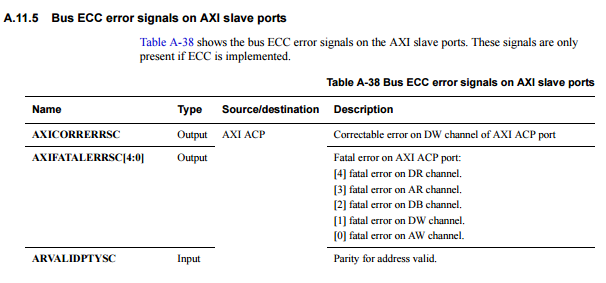 A.11.5 Bus ECC error signals on AXI slave ports
Table A-38 shows the bus ECC error signals on the AXI slave ports. These signals are only
present if ECC is implemented.
Table A-38 Bus ECC error signals on AXI slave ports
Name Type Source/destination Description
AXICORRERRSC Output AXI ACP Correctable error on DW channel of AXI ACP port
AXIFATALERRSC[4:0] Output Fatal error on AXI ACP port:
[4] fatal error on DR channel.
[3] fatal error on AR channel.
[2] fatal error on DB channel.
[1] fatal error on DW channel.
[0] fatal error on AW channel.
ARVALIDPTYSC Input Parity for address valid.